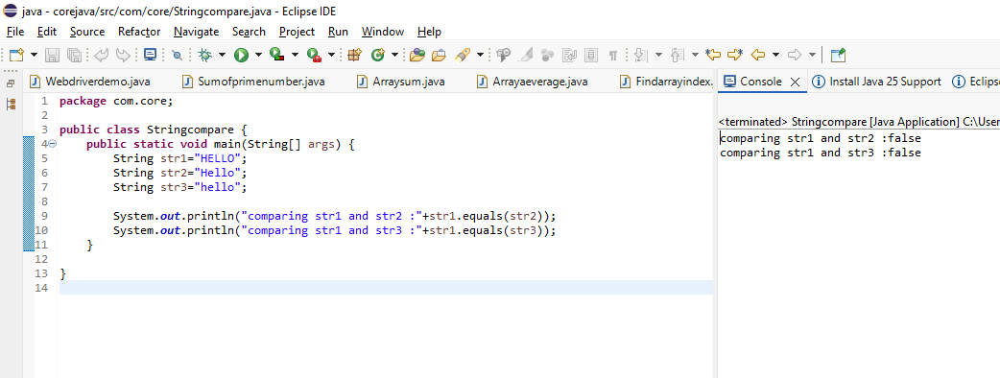 java - corejava/src/com/core/Stringcompare.java - Eclipse IDE
File Edit Source Refactor Navigate Search Project Run Window Help
Webdriverdemo.java Sumofprimenumber.java Arraysum.java Arrayaeverage.java Findarrayindex. Console Install Java 25 Support Eclips
<terminated> Stringcompare [Java Application] C:\User
comparing str1 and str2 :false
comparing str1 and str3 :false
1 package com.core;
2
3 public class Stringcompare {
4 public static void main(String[] args) {
5 String str1="HELLO";
6 String str2="Hello";
7 String str3="hello";
8
9 System.out.println("comparing str1 and str2 :"+str1.equals(str2));
10 System.out.println("comparing str1 and str3 :"+str1.equals(str3));
11 }
12
13 }
14